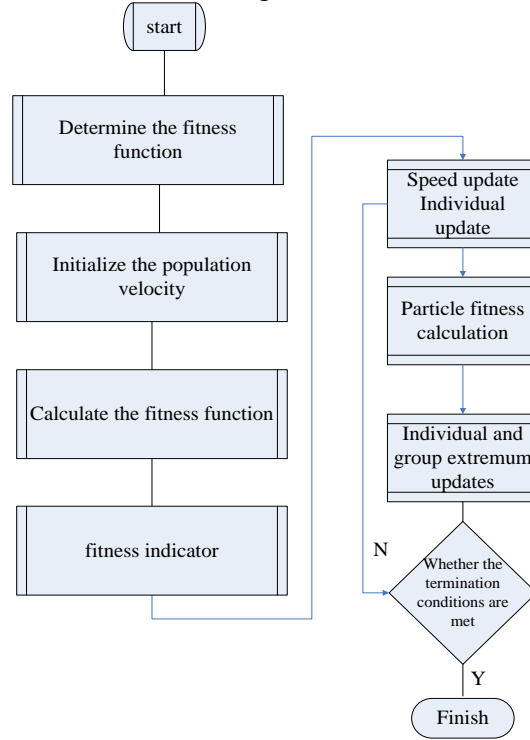 start
Determine the fitness
function
Initialize the population
velocity
Calculate the fitness function
fitness indicator
Speed update
Individual
update
Particle fitness
calculation
Individual and
group extremum
updates
N
Whether the
termination
conditions are
met
Y
Finish